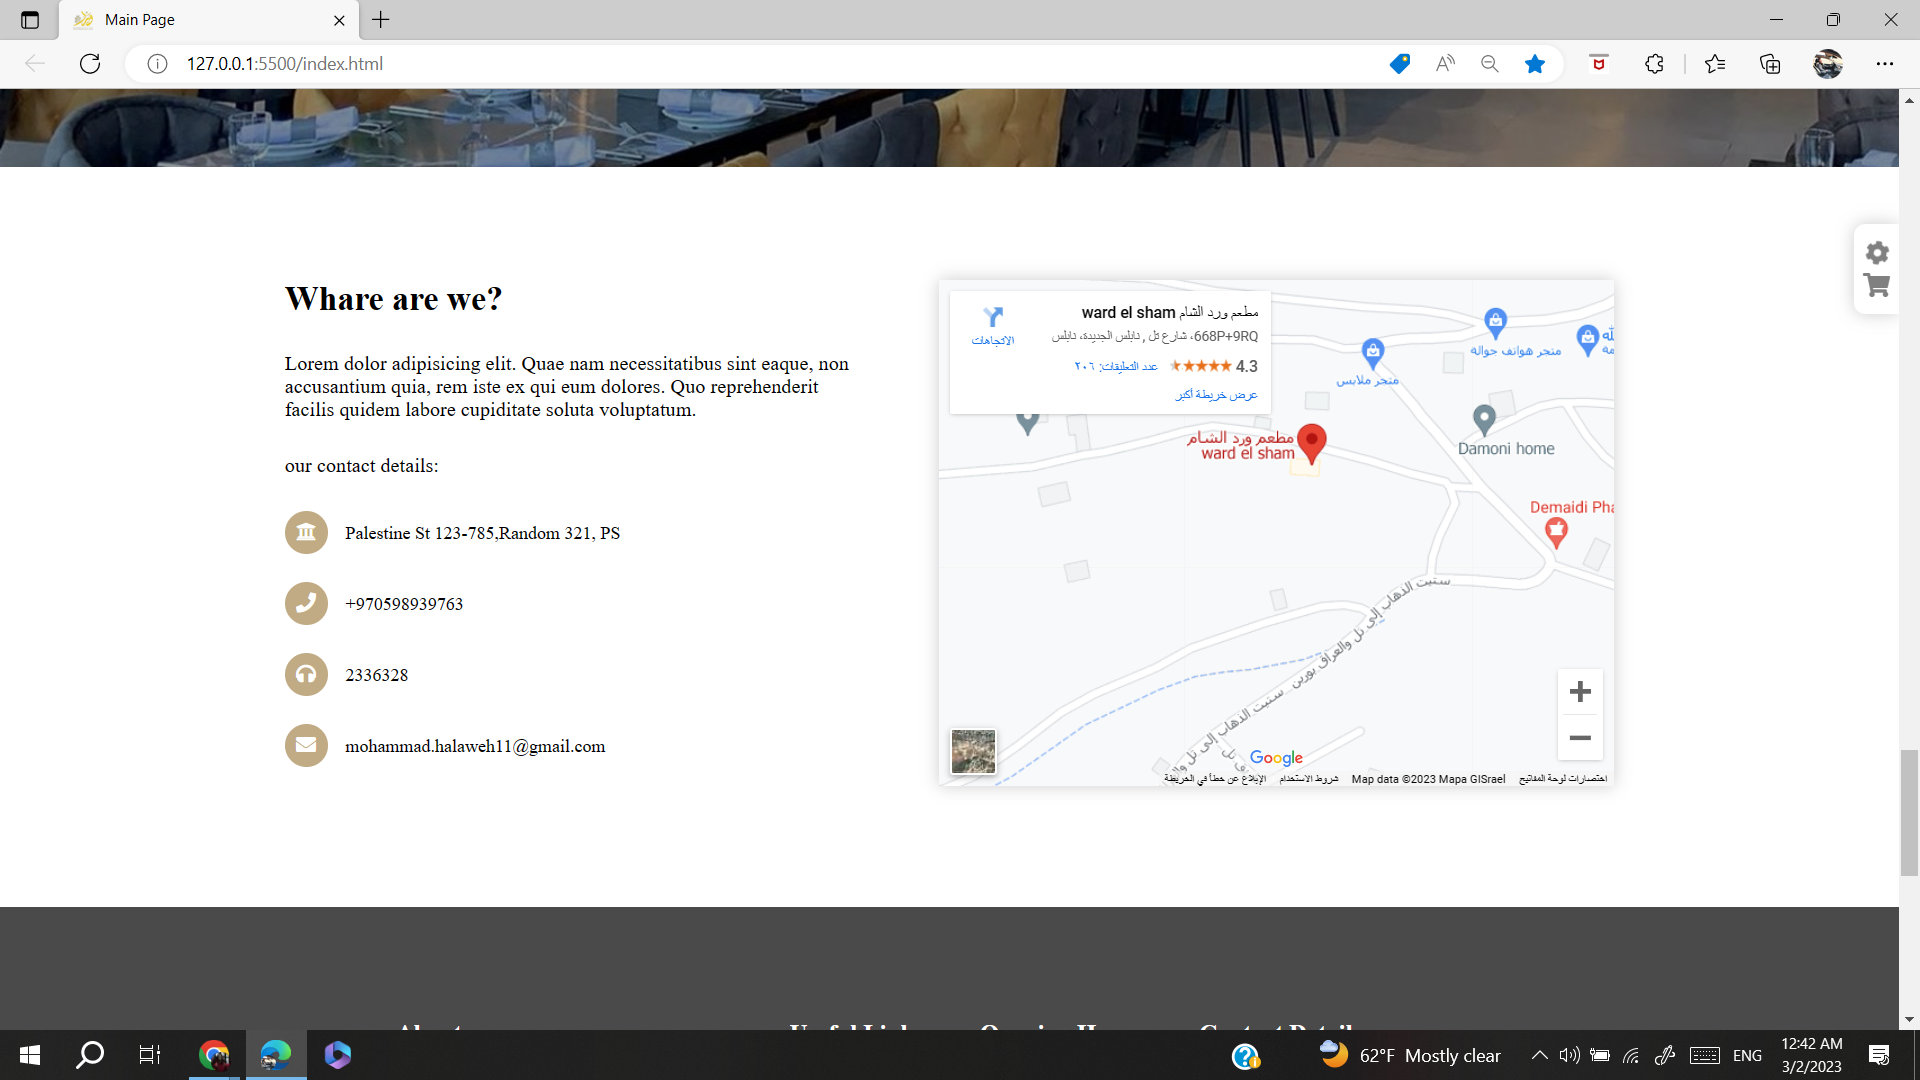 Main Page
127.0.0.1:5500/index.html
Whare are we?
Lorem dolor adipisicing elit. Quae nam necessitatibus sint eaque, non
accusantium quia, rem iste ex qui eum dolores. Quo reprehenderit
facilis quidem labore cupiditate soluta voluptatum.
our contact details:
Palestine St 123-785,Random 321, PS
+970598939763
2336328
mohammad.halaweh11@gmail.com
مطعم ورد الشام ward el sham
668P+9RQ، شارع تل , نابلس الجديدة، نابلس
4.3
عدد التعليقات: ٢٠٦
عرض خريطة أكبر
الاتجاهات
متجر هواتف جوالة
متجر ملابس
مطعم ورد الشام
ward el sham
Damoni home
Demaidi Pha
سنيت الذهاب إلى تل والعراق بورين
سنيت الذهاب إلى تل
Google
اختصارات لوحة المفاتيح
Map data ©2023 Mapa GISrael
شروط الاستخدام
الإبلاغ عن خطأ في الخريطة
62°F Mostly clear
ENG
12:42 AM
3/2/2023